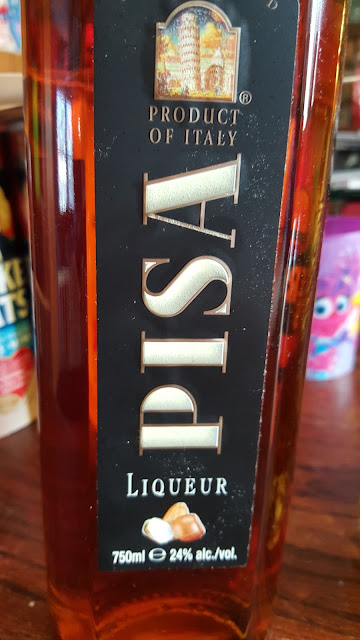 PRODUCT
OF ITALY
PISA
LIQUEUR
750ml ℮ 24% alc./vol.